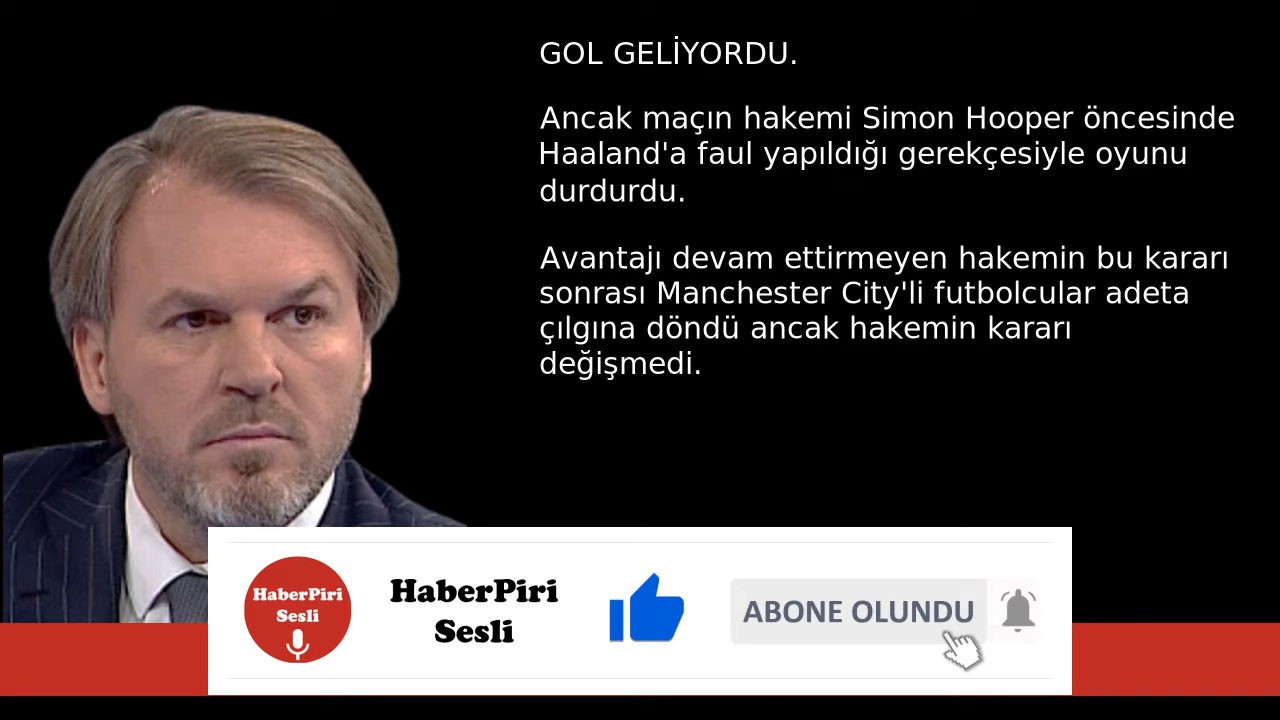 GOL GELİYORDU.
Ancak maçın hakemi Simon Hooper öncesinde
Haaland'a faul yapıldığı gerekçesiyle oyunu
durdurdu.
Avantajı devam ettirmeyen hakemin bu kararı
sonrası Manchester City'li futbolcular adeta
çılgına döndü ancak hakemin kararı
değişmedi.
HaberPiri
Sesli
HaberPiri
Sesli
ABONE OLUNDU